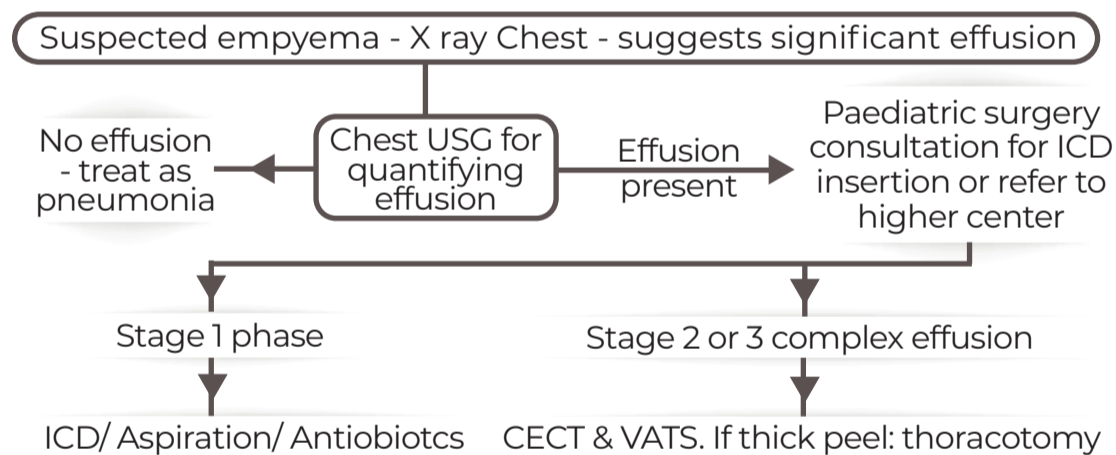 Suspected empyema - X ray Chest - suggests significant effusion
No effusion
- treat as
pneumonia
Chest USG for
quantifying
effusion
Effusion
present
Paediatric surgery
consultation for ICD
insertion or refer to
higher center
Stage 1 phase
Stage 2 or 3 complex effusion
ICD/ Aspiration/ Antiobiotcs
CECT & VATS. If thick peel: thoracotomy